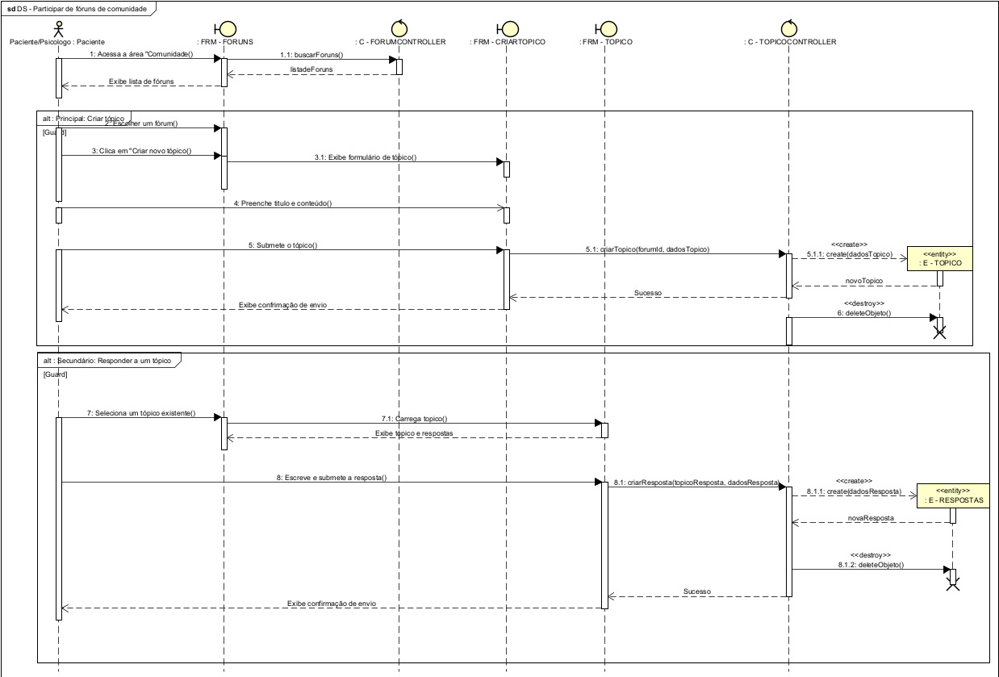 sd DS - Participar de fóruns de comunidade
Paciente/Psicologo : Paciente
: FRM - FORUNS
: C - FORUMCONTROLLER
: FRM - CRIARTOPICO
: FRM - TOPICO
: C - TOPICOCONTROLLER
1: Acessa a área "Comunidade()
1.1: buscarForuns()
listadeForuns
Exibe lista de fóruns
alt : Principal: Criar tópico
[Guard]
2: Escolher um fórum()
3: Clica em "Criar novo tópico()
3.1: Exibe formulário de tópico()
4: Preenche titulo e conteúdo()
5: Submete o tópico()
5.1: criarTopico(forumId, dadosTopico)
<<create>>
5.1.1: create(dadosTopico)
<<entity>>
: E - TOPICO
novoTopico
Sucesso
Exibe confrimação de envio
<<destroy>>
6: deleteObjeto()
alt : Secundário: Responder a um tópico
[Guard]
7: Seleciona um tópico existente()
7.1: Carrega topico()
Exibe topico e respostas
8: Escreve e submete a resposta()
8.1: criarResposta(topicoResposta, dadosResposta)
<<create>>
8.1.1: create(dadosResposta)
<<entity>>
: E - RESPOSTAS
novaResposta
<<destroy>>
8.1.2: deleteObjeto()
Sucesso
Exibe confirmação de envio